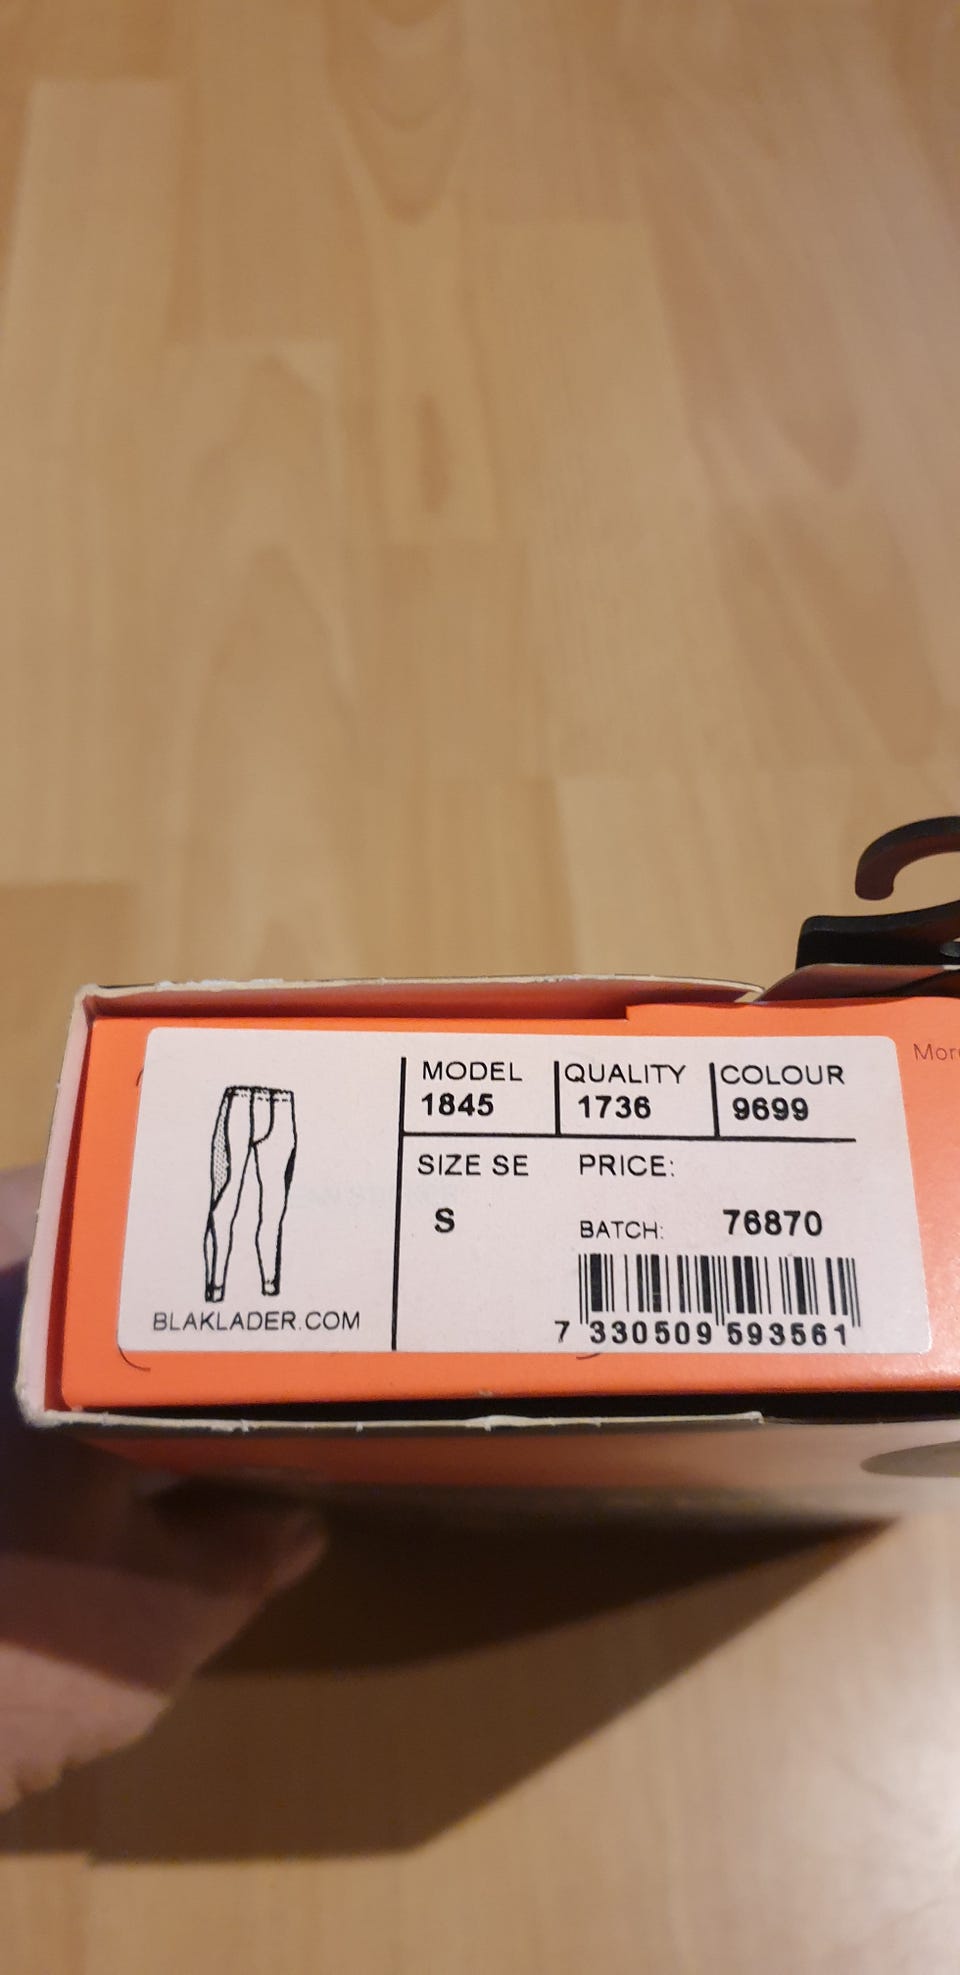 More
MODEL QUALITY COLOUR
1845 1736 9699
SIZE SE PRICE:
S BATCH: 76870
BLAKLADER.COM
7 330509 593561